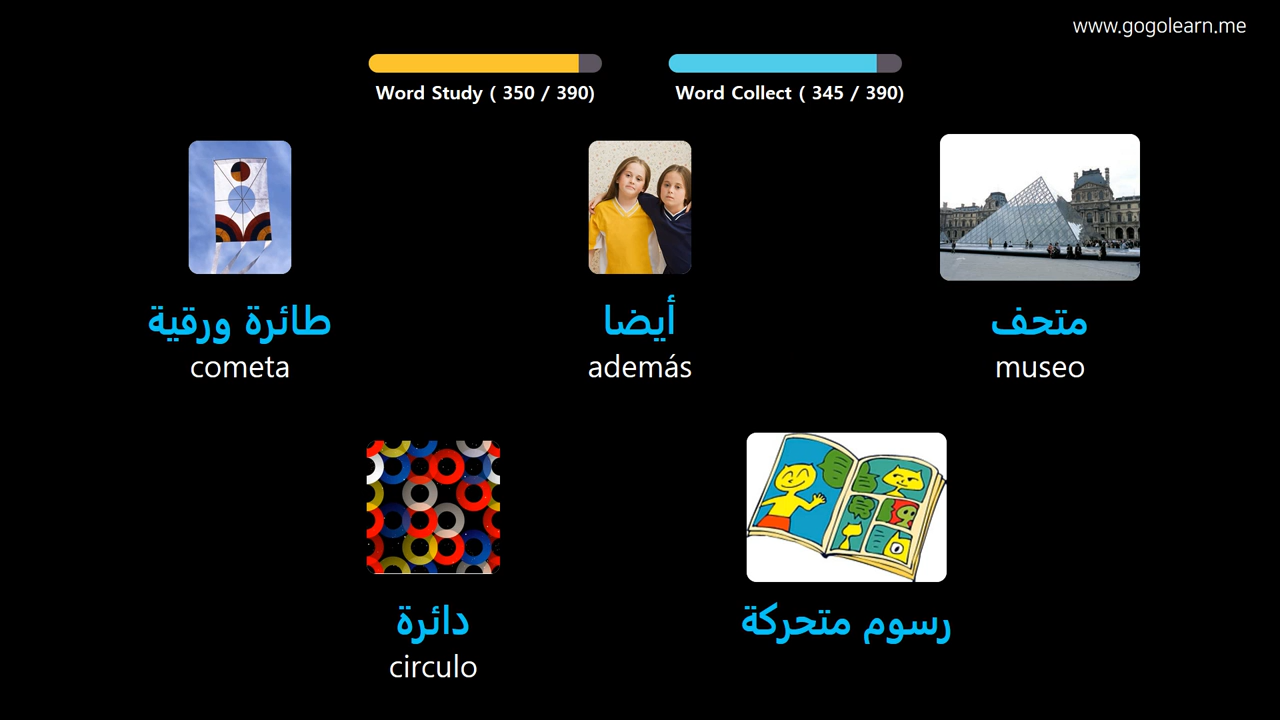 www.gogolearn.me
Word Study ( 350 / 390)
Word Collect ( 345 / 390)
طائرة ورقية
cometa
أيضا
además
متحف
museo
دائرة
circulo
رسوم متحركة